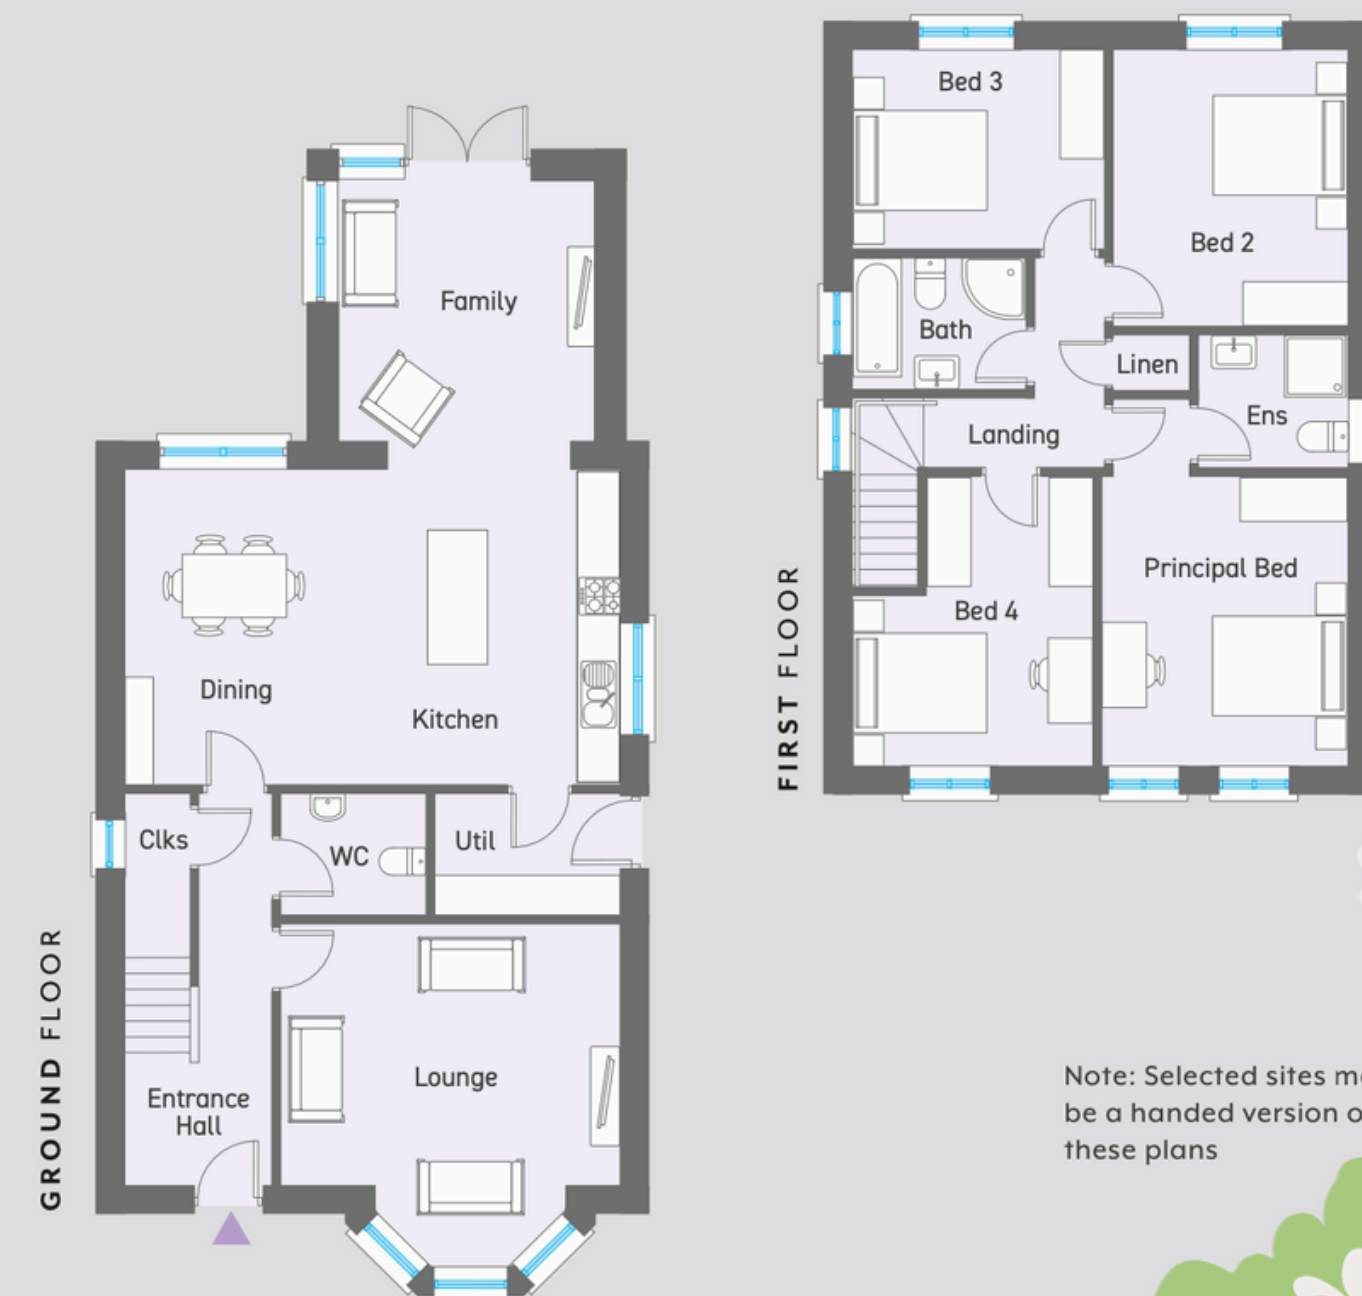 GROUND FLOOR
Family
Dining
Kitchen
Clks
WC
Util
Lounge
Entrance
Hall
FIRST FLOOR
Bed 3
Bed 2
Bath
Linen
Ens
Landing
Principal Bed
Bed 4
Note: Selected sites
be a handed version
these plans